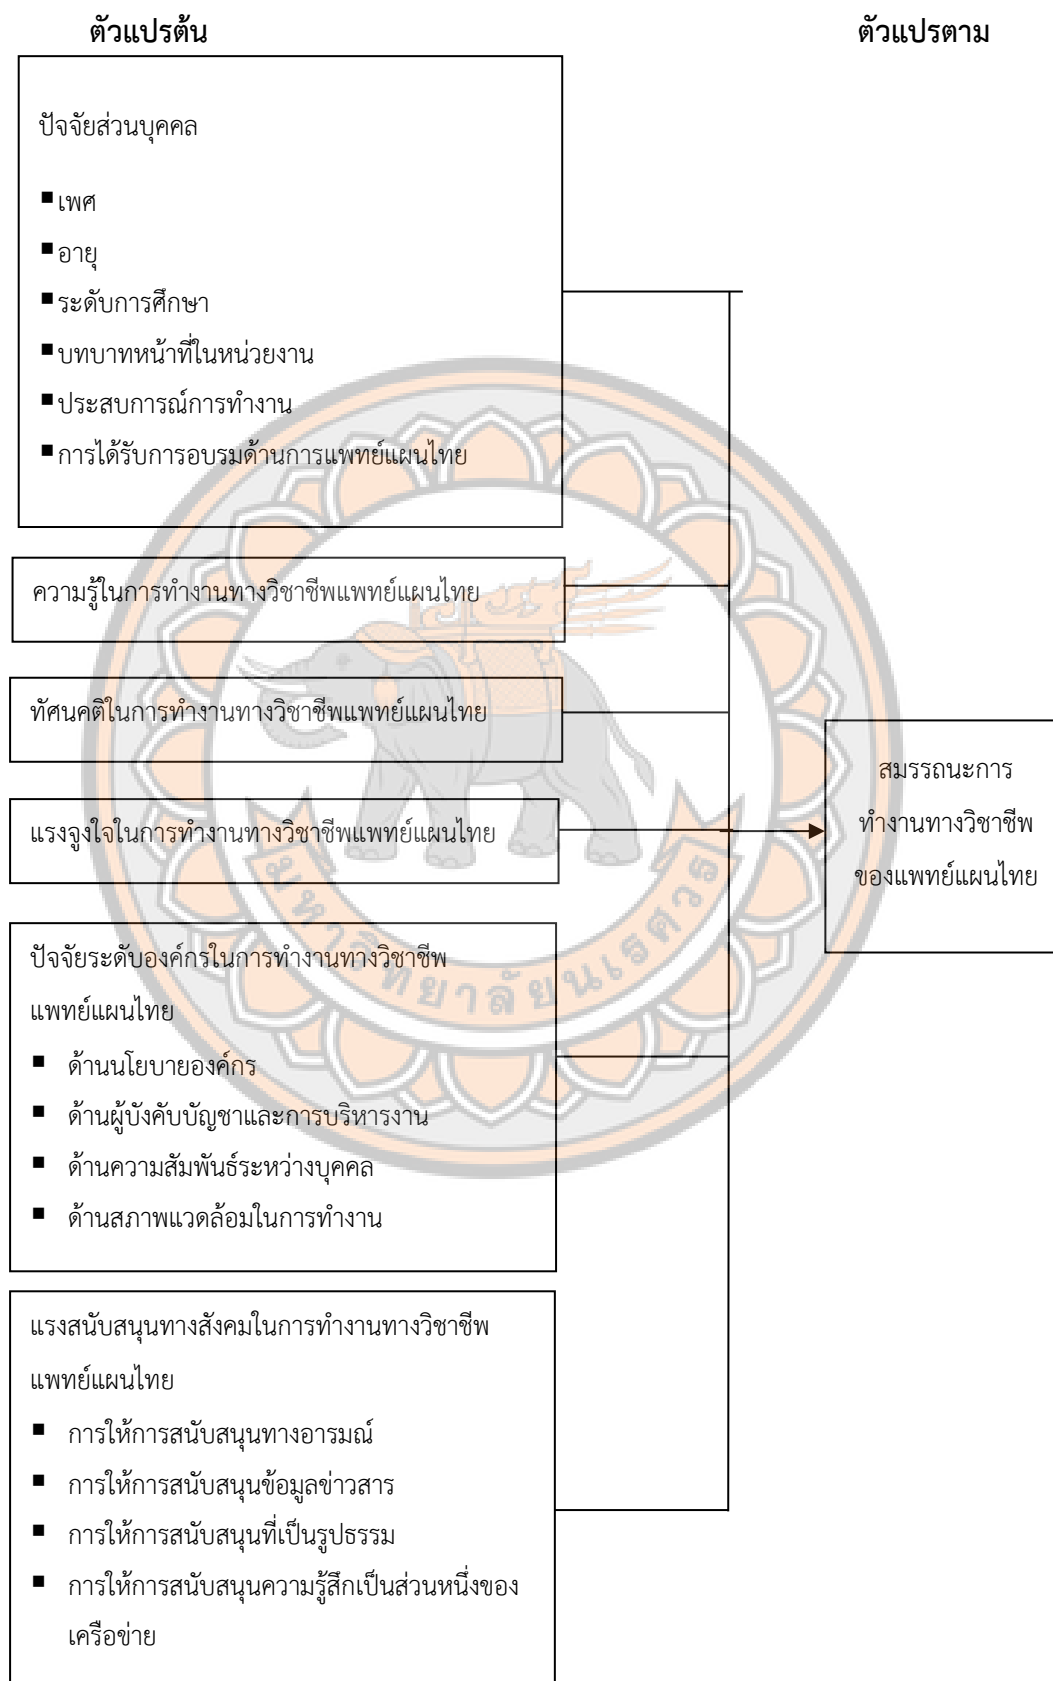 ตัวแปรต้น
ตัวแปรตาม
ปัจจัยส่วนบุคคล
▪ เพศ
▪ อายุ
▪ ระดับการศึกษา
▪ บทบาทหน้าที่ในหน่วยงาน
▪ ประสบการณ์การทำงาน
▪ การได้รับการอบรมด้านการแพทย์แผนไทย
ความรู้ในการทำงานทางวิชาชีพแพทย์แผนไทย
ทัศนคติในการทำงานทางวิชาชีพแพทย์แผนไทย
แรงจูงใจในการทำงานทางวิชาชีพแพทย์แผนไทย
ปัจจัยระดับองค์กรในการทำงานทางวิชาชีพ
แพทย์แผนไทย
▪ ด้านนโยบายองค์กร
▪ ด้านผู้บังคับบัญชาและการบริหารงาน
▪ ด้านความสัมพันธ์ระหว่างบุคคล
▪ ด้านสภาพแวดล้อมในการทำงาน
แรงสนับสนุนทางสังคมในการทำงานทางวิชาชีพ
แพทย์แผนไทย
▪ การให้การสนับสนุนทางอารมณ์
▪ การให้การสนับสนุนข้อมูลข่าวสาร
▪ การให้การสนับสนุนที่เป็นรูปธรรม
▪ การให้การสนับสนุนความรู้สึกเป็นส่วนหนึ่งของ
เครือข่าย
สมรรถนะการ
ทำงานทางวิชาชีพ
ของแพทย์แผนไทย
มหาวิทยาลัยนเรศวร